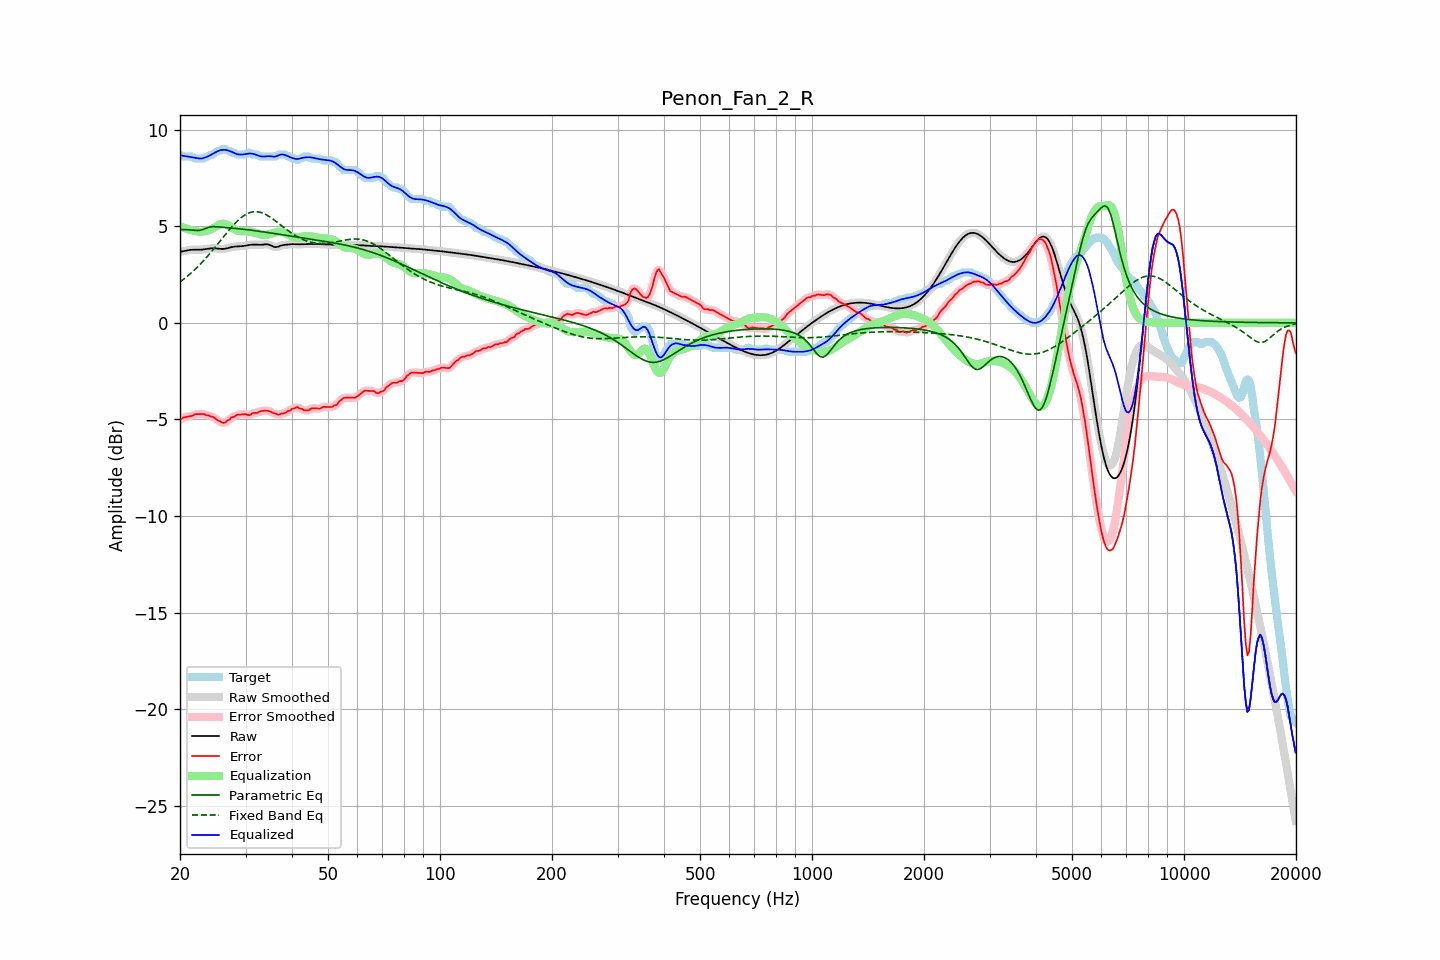 Penon_Fan_2_R
10
5
0
−5
−10
−15
−20
−25
Amplitude (dBr)
Target
Raw Smoothed
Error Smoothed
Raw
Error
Equalization
Parametric Eq
Fixed Band Eq
Equalized
20 50 100 200 500 1000 2000 5000 10000 20000
Frequency (Hz)